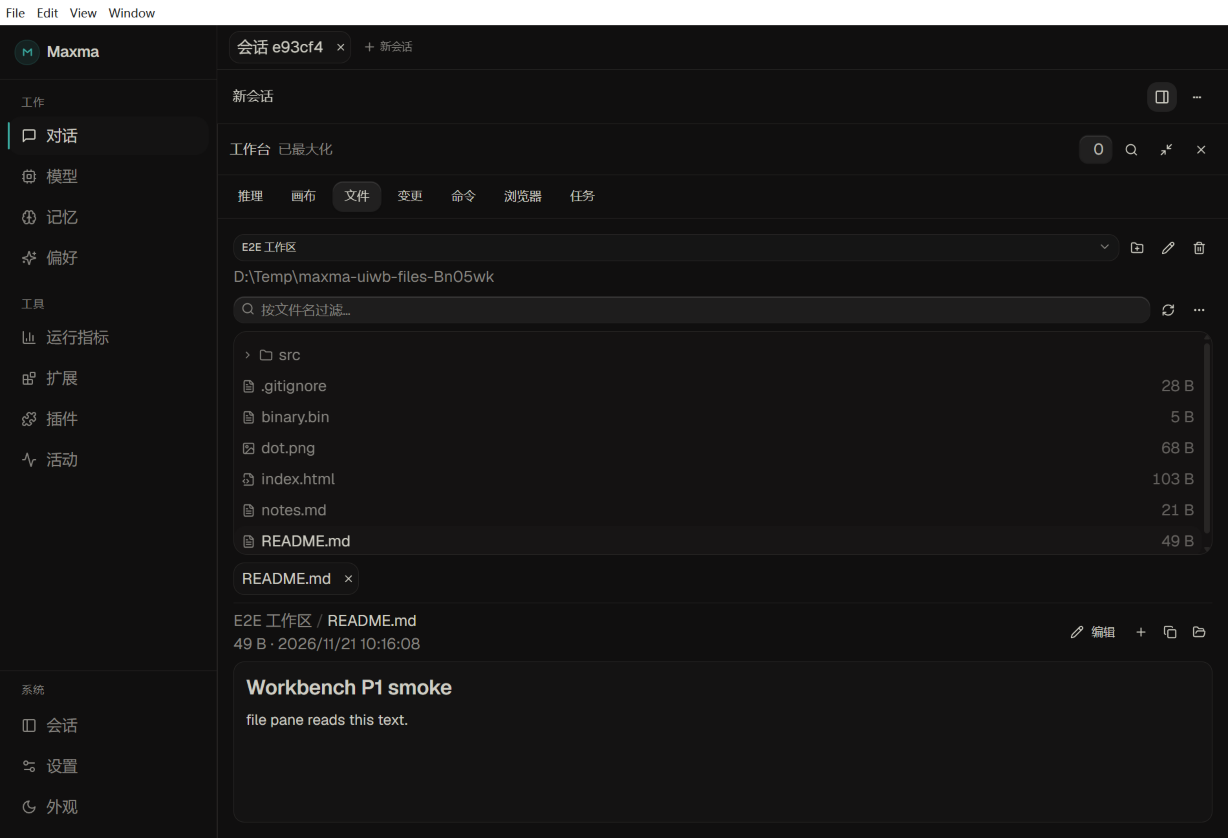 File Edit View Window
Maxma
工作
对话
模型
记忆
偏好
工具
运行指标
扩展
插件
活动
系统
会话
设置
外观
会话 e93cf4 × + 新会话
新会话
工作台 已最大化 0
推理 画布 文件 变更 命令 浏览器 任务
E2E 工作区
D:\Temp\maxma-uiwb-files-Bn05wk
按文件名过滤...
src
.gitignore 28 B
binary.bin 5 B
dot.png 68 B
index.html 103 B
notes.md 21 B
README.md 49 B
README.md ×
E2E 工作区 / README.md
49 B · 2026/11/21 10:16:08
编辑
Workbench P1 smoke
file pane reads this text.